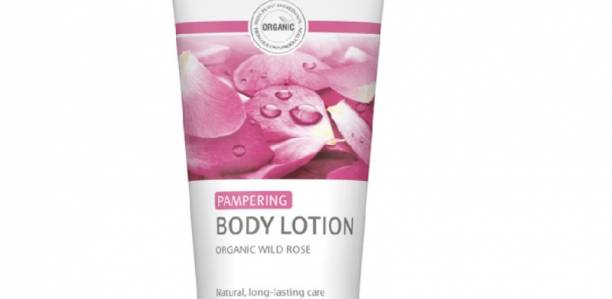 ORGANIC
PAMPERING
BODY LOTION
ORGANIC WILD ROSE
Natural, long-lasting care